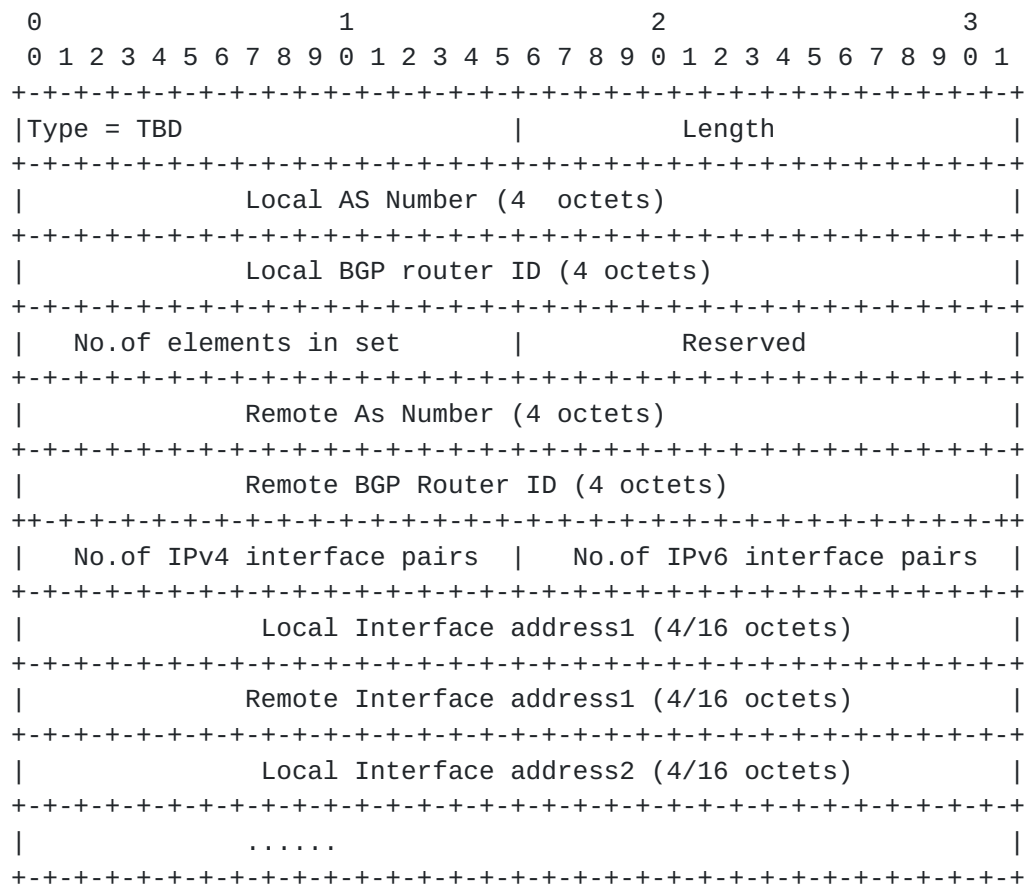 0                   1                   2                   3
 0 1 2 3 4 5 6 7 8 9 0 1 2 3 4 5 6 7 8 9 0 1 2 3 4 5 6 7 8 9 0 1
+-+-+-+-+-+-+-+-+-+-+-+-+-+-+-+-+-+-+-+-+-+-+-+-+-+-+-+-+-+-+-+-+
|Type = TBD                     |          Length               |
+-+-+-+-+-+-+-+-+-+-+-+-+-+-+-+-+-+-+-+-+-+-+-+-+-+-+-+-+-+-+-+-+
|              Local AS Number (4  octets)                      |
+-+-+-+-+-+-+-+-+-+-+-+-+-+-+-+-+-+-+-+-+-+-+-+-+-+-+-+-+-+-+-+-+
|              Local BGP router ID (4 octets)                   |
+-+-+-+-+-+-+-+-+-+-+-+-+-+-+-+-+-+-+-+-+-+-+-+-+-+-+-+-+-+-+-+-+
|   No.of elements in set       |          Reserved             |
+-+-+-+-+-+-+-+-+-+-+-+-+-+-+-+-+-+-+-+-+-+-+-+-+-+-+-+-+-+-+-+-+
|              Remote As Number (4 octets)                      |
+-+-+-+-+-+-+-+-+-+-+-+-+-+-+-+-+-+-+-+-+-+-+-+-+-+-+-+-+-+-+-+-+
|              Remote BGP Router ID (4 octets)                  |
++-+-+-+-+-+-+-+-+-+-+-+-+-+-+-+-+-+-+-+-+-+-+-+-+-+-+-+-+-+-+-++
|   No.of IPv4 interface pairs  |   No.of IPv6 interface pairs  |
+-+-+-+-+-+-+-+-+-+-+-+-+-+-+-+-+-+-+-+-+-+-+-+-+-+-+-+-+-+-+-+-+
|               Local Interface address1 (4/16 octets)          |
+-+-+-+-+-+-+-+-+-+-+-+-+-+-+-+-+-+-+-+-+-+-+-+-+-+-+-+-+-+-+-+-+
|              Remote Interface address1 (4/16 octets)          |
+-+-+-+-+-+-+-+-+-+-+-+-+-+-+-+-+-+-+-+-+-+-+-+-+-+-+-+-+-+-+-+-+
|               Local Interface address2 (4/16 octets)          |
+-+-+-+-+-+-+-+-+-+-+-+-+-+-+-+-+-+-+-+-+-+-+-+-+-+-+-+-+-+-+-+-+
|              ......                                           |
+-+-+-+-+-+-+-+-+-+-+-+-+-+-+-+-+-+-+-+-+-+-+-+-+-+-+-+-+-+-+-+-+